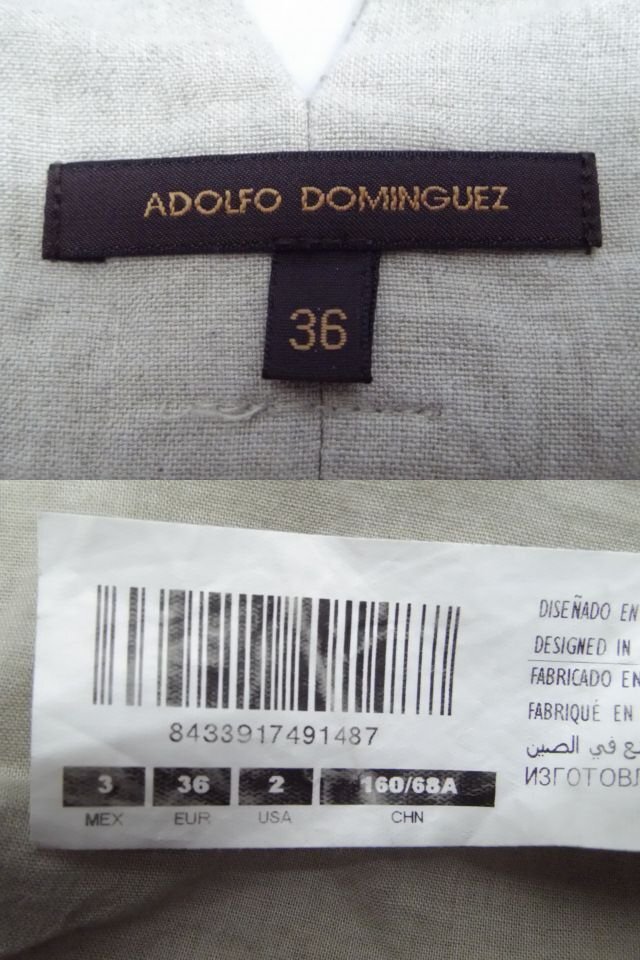 ADOLFO DOMINGUEZ
36
8433917491487
3 36 2 160/68A
MEX EUR USA CHN
DISEÑADO EN
DESIGNED IN
FABRICADO EN
FABRIQUÉ EN
ع في الصين
ИЗГОТОВЛ